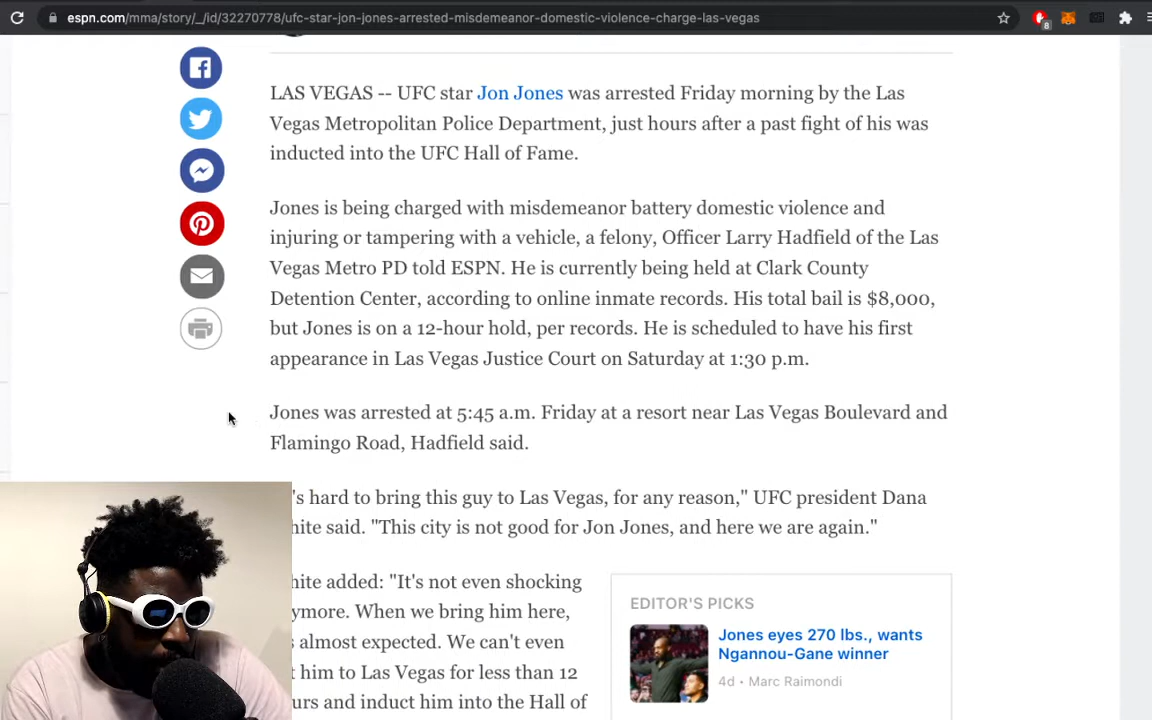 espn.com/mma/story/_/id/32270778/ufc-star-jon-jones-arrested-misdemeanor-domestic-violence-charge-las-vegas
8
LAS VEGAS -- UFC star Jon Jones was arrested Friday morning by the Las
Vegas Metropolitan Police Department, just hours after a past fight of his was
inducted into the UFC Hall of Fame.
Jones is being charged with misdemeanor battery domestic violence and
injuring or tampering with a vehicle, a felony, Officer Larry Hadfield of the Las
Vegas Metro PD told ESPN. He is currently being held at Clark County
Detention Center, according to online inmate records. His total bail is $8,000,
but Jones is on a 12-hour hold, per records. He is scheduled to have his first
appearance in Las Vegas Justice Court on Saturday at 1:30 p.m.
Jones was arrested at 5:45 a.m. Friday at a resort near Las Vegas Boulevard and
Flamingo Road, Hadfield said.
's hard to bring this guy to Las Vegas, for any reason," UFC president Dana
hite said. "This city is not good for Jon Jones, and here we are again."
hite added: "It's not even shocking
ymore. When we bring him here,
s almost expected. We can't even
t him to Las Vegas for less than 12
urs and induct him into the Hall of
EDITOR'S PICKS
Jones eyes 270 lbs., wants
Ngannou-Gane winner
4d • Marc Raimondi